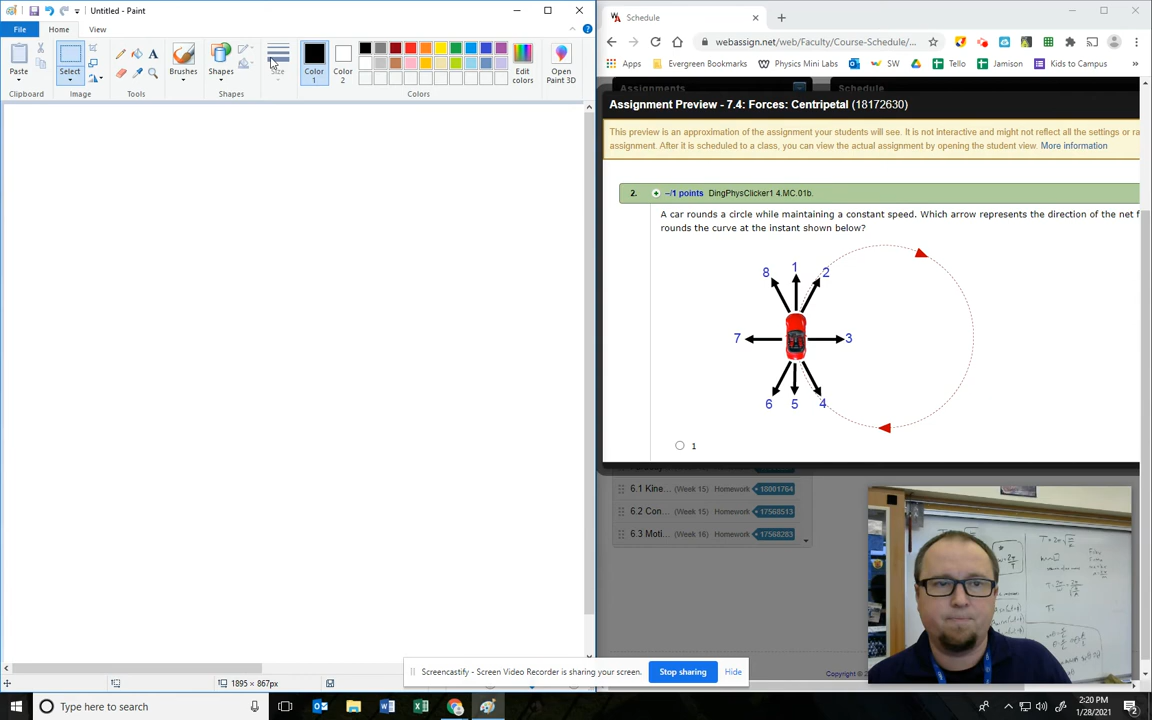 Untitled - Paint
File
Home
View
Paste
Select
Brushes
Shapes
Size
Color
1
Color
2
Edit
colors
Open
Paint 3D
Clipboard
Image
Tools
Shapes
Colors
1895 × 867px
Schedule
webassign.net/web/Faculty/Course-Schedule/...
Apps
Evergreen Bookmarks
Physics Mini Labs
SW
Tello
Jamison
Kids to Campus
Assignments
Schedule
Assignment Preview - 7.4: Forces: Centripetal (18172630)
This preview is an approximation of the assignment your students will see. It is not interactive and might not reflect all the settings or ra
assignment. After it is scheduled to a class, you can view the actual assignment by opening the student view. More information
2.
–/1 points
DingPhysClicker1 4.MC.01b.
A car rounds a circle while maintaining a constant speed. Which arrow represents the direction of the net f
rounds the curve at the instant shown below?
8
1
2
7
3
6
5
4
1
6.1 Kine... (Week 15) Homework 18001764
6.2 Con... (Week 15) Homework 17568513
6.3 Moti... (Week 16) Homework 17568283
Screencastify - Screen Video Recorder is sharing your screen.
Stop sharing
Hide
Type here to search
2:20 PM
1/28/2021